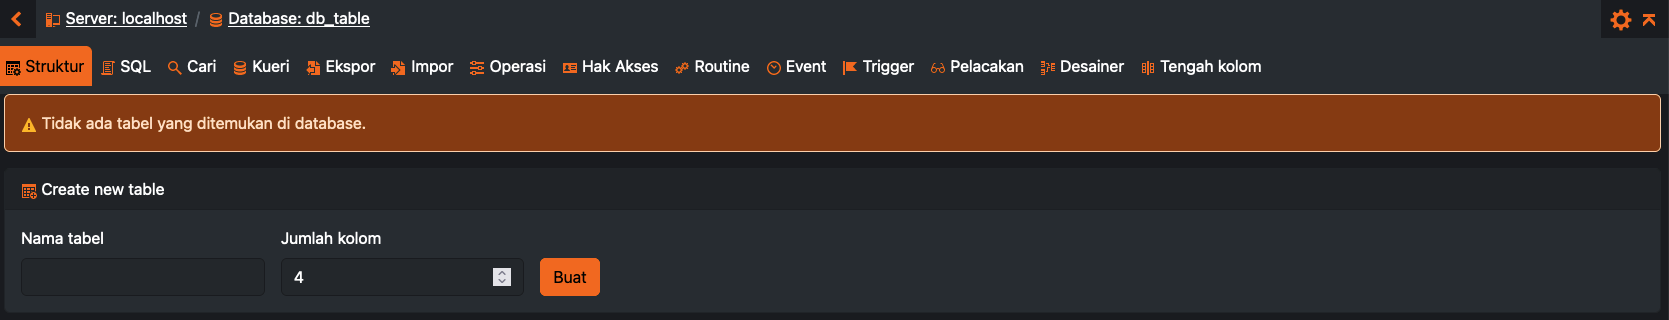 Server: localhost / Database: db_table
Struktur SQL Cari Kueri Ekspor Impor Operasi Hak Akses Routine Event Trigger Pelacakan Desainer Tengah kolom
Tidak ada tabel yang ditemukan di database.
Create new table
Nama tabel Jumlah kolom
4 Buat